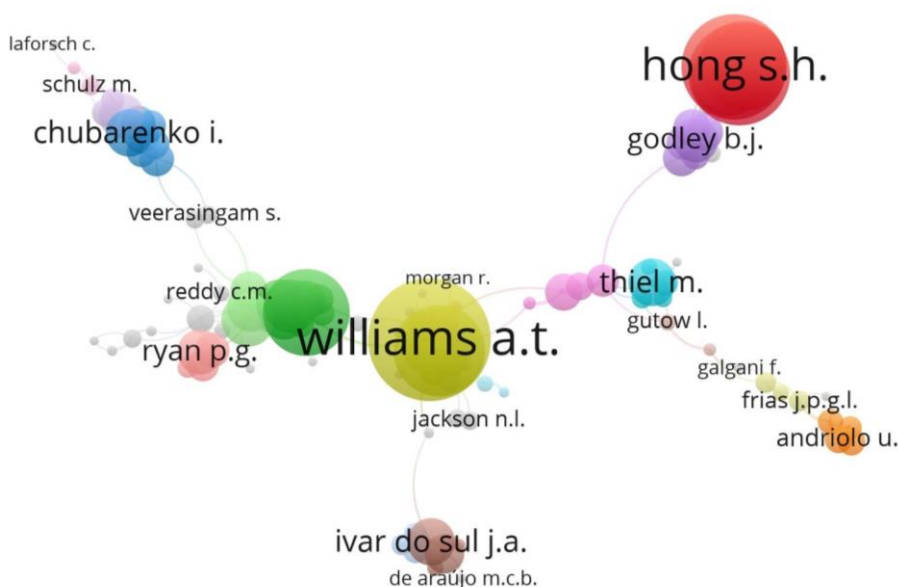 laforsch c.
hong s.h.
schulz m.
chubarenko i.
godley b.j.
veerasingam s.
morgan r.
thiel m.
reddy c.m.
gutow l.
williams a.t.
ryan p.g.
galgani f.
frias j.p.g.l.
jackson n.l.
andriolo u.
ivar do sul j.a.
de araújo m.c.b.